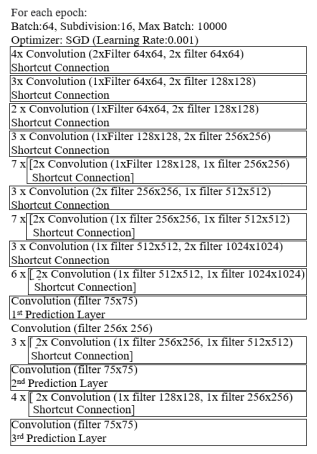 For each epoch:
Batch:64, Subdivision:16, Max Batch: 10000
Optimizer: SGD (Learning Rate:0.001)
4x Convolution (2xFilter 64x64, 2x filter 64x64)
Shortcut Connection
3x Convolution (1xFilter 64x64, 2x filter 128x128)
Shortcut Connection
2 x Convolution (1xFilter 64x64, 2x filter 128x128)
Shortcut Connection
3 x Convolution (1xFilter 128x128, 2x filter 256x256)
Shortcut Connection
7 x [2x Convolution (1xFilter 128x128, 1x filter 256x256)
Shortcut Connection]
3 x Convolution (2x filter 256x256, 1x filter 512x512)
Shortcut Connection
7 x [2x Convolution (1x filter 256x256, 1x filter 512x512)
Shortcut Connection]
3 x Convolution (1x filter 512x512, 2x filter 1024x1024)
Shortcut Connection
6 x [ 2x Convolution (1x filter 512x512, 1x filter 1024x1024)
Shortcut Connection]
Convolution (filter 75x75)
1st Prediction Layer
Convolution (filter 256x 256)
3 x [ 2x Convolution (1x filter 256x256, 1x filter 512x512)
Shortcut Connection]
Convolution (filter 75x75)
2nd Prediction Layer
4 x [ 2x Convolution (1x filter 128x128, 1x filter 256x256)
Shortcut Connection]
Convolution (filter 75x75)
3rd Prediction Layer